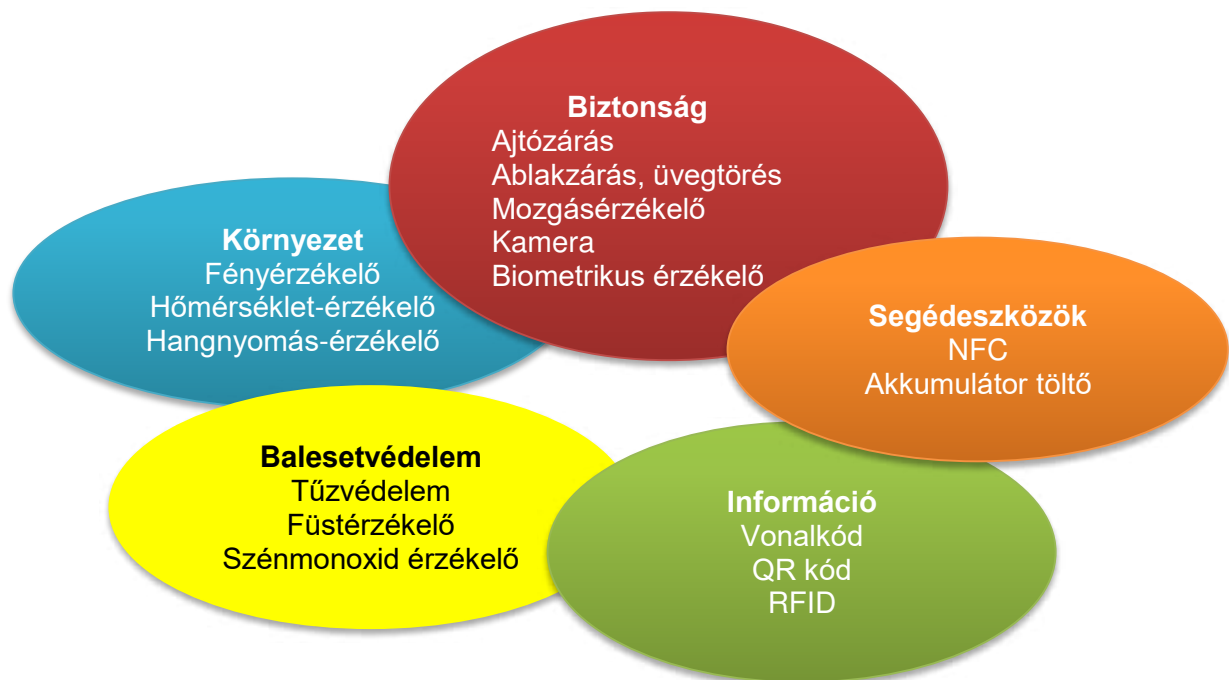 Biztonság
Ajtózárás
Ablakzárás, üvegtörés
Mozgásérzékelő
Kamera
Biometrikus érzékelő
Környezet
Fényérzékelő
Hőmérséklet-érzékelő
Hangnyomás-érzékelő
Segédeszközök
NFC
Akkumulátor töltő
Balesetvédelem
Tűzvédelem
Füstérzékelő
Szénmonoxid érzékelő
Információ
Vonalkód
QR kód
RFID